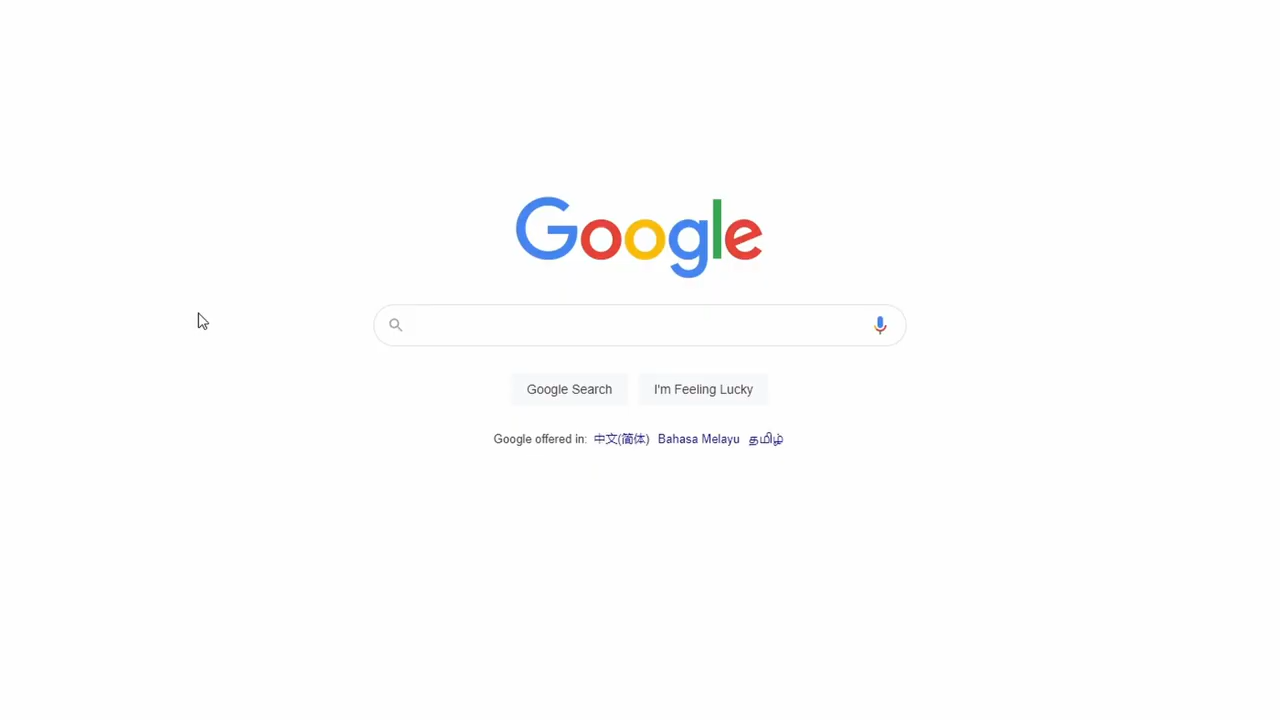 Google
Google Search I'm Feeling Lucky
Google offered in: 中文(简体) Bahasa Melayu தமிழ்